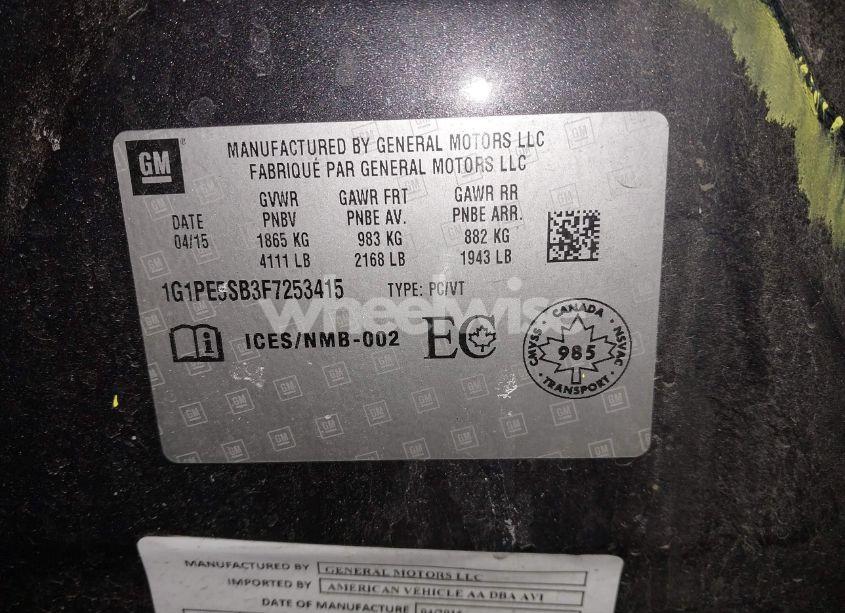 GM
MANUFACTURED BY GENERAL MOTORS LLC
FABRIQUÉ PAR GENERAL MOTORS LLC
GVWR GAWR FRT GAWR RR
DATE PNBV PNBE AV. PNBE ARR.
04/15 1865 KG 983 KG 882 KG
4111 LB 2168 LB 1943 LB
1G1PE5SB3F7253415 TYPE: PC/VT
wheelwise
ICES/NMB-002 EC
CANADA
CMVSS 985 NSVAC
TRANSPORT
MANUFACTURED BY GENERAL MOTORS LLC
IMPORTED BY AMERICAN VEHICLE AA DBA AVI
DATE OF MANUFACTURE